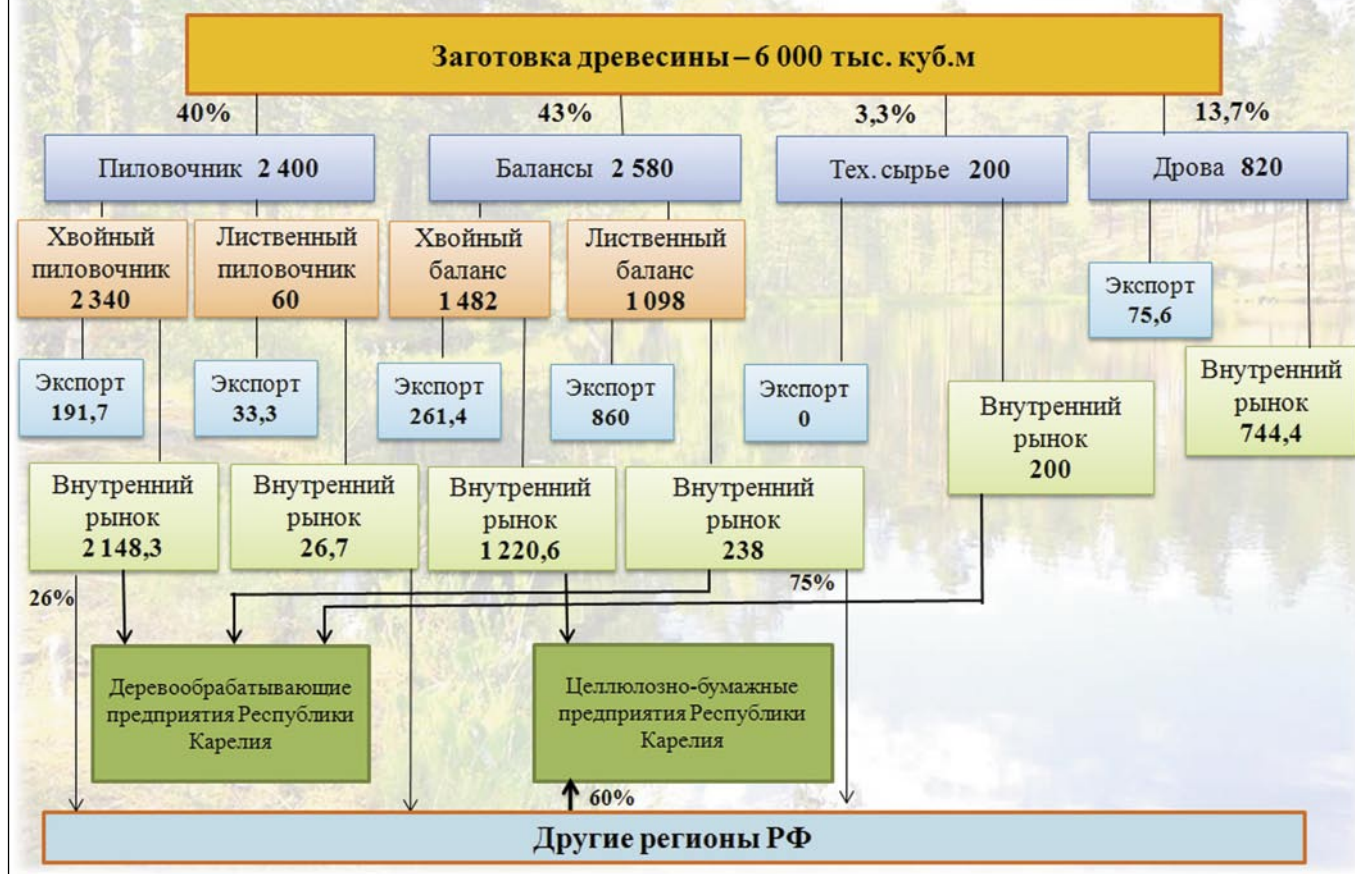 Заготовка древесины – 6 000 тыс. куб.м
40%
43%
3,3%
13,7%
Пиловочник 2 400
Балансы 2 580
Тех. сырье 200
Дрова 820
Хвойный
пиловочник
2 340
Лиственный
пиловочник
60
Хвойный
баланс
1 482
Лиственный
баланс
1 098
Экспорт
191,7
Экспорт
33,3
Экспорт
261,4
Экспорт
860
Экспорт
0
Экспорт
75,6
Внутренний
рынок
2 148,3
Внутренний
рынок
26,7
Внутренний
рынок
1 220,6
Внутренний
рынок
238
Внутренний
рынок
200
Внутренний
рынок
744,4
26%
75%
Деревообрабатывающие
предприятия Республики
Карелия
Целлюлозно-бумажные
предприятия Республики
Карелия
60%
Другие регионы РФ